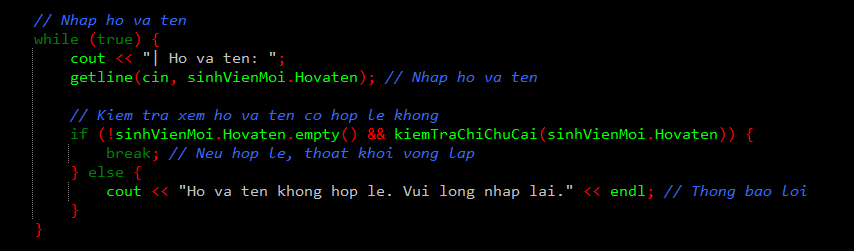 // Nhap ho va ten
while (true) {
cout << "| Ho va ten: ";
getline(cin, sinhVienMoi.Hovaten); // Nhap ho va ten
// Kiem tra xem ho va ten co hop le khong
if (!sinhVienMoi.Hovaten.empty() && kiemTraChiChuCai(sinhVienMoi.Hovaten)) {
break; // Neu hop le, thoat khoi vong lap
} else {
cout << "Ho va ten khong hop le. Vui long nhap lai." << endl; // Thong bao loi
}
}